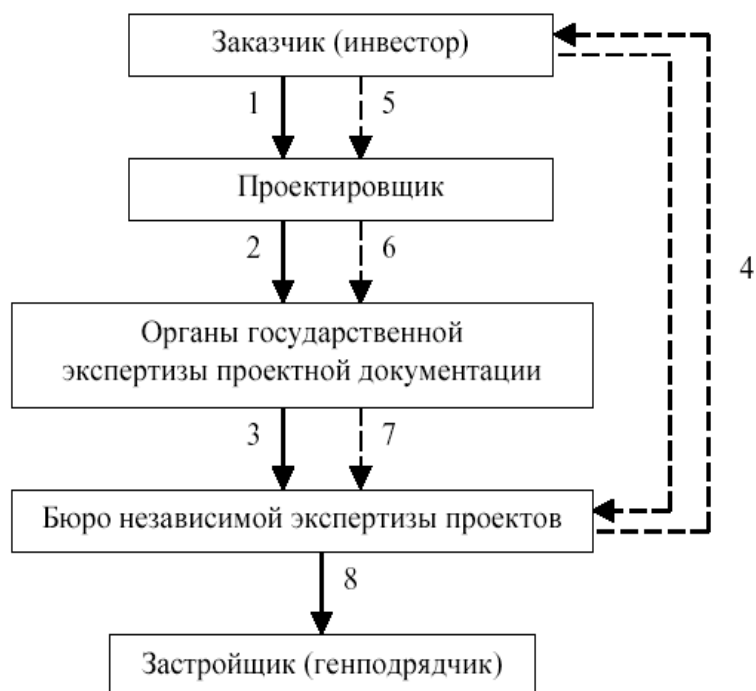 Заказчик (инвестор)
1
5
Проектировщик
2
6
4
Органы государственной
экспертизы проектной документации
3
7
Бюро независимой экспертизы проектов
8
Застройщик (генподрядчик)